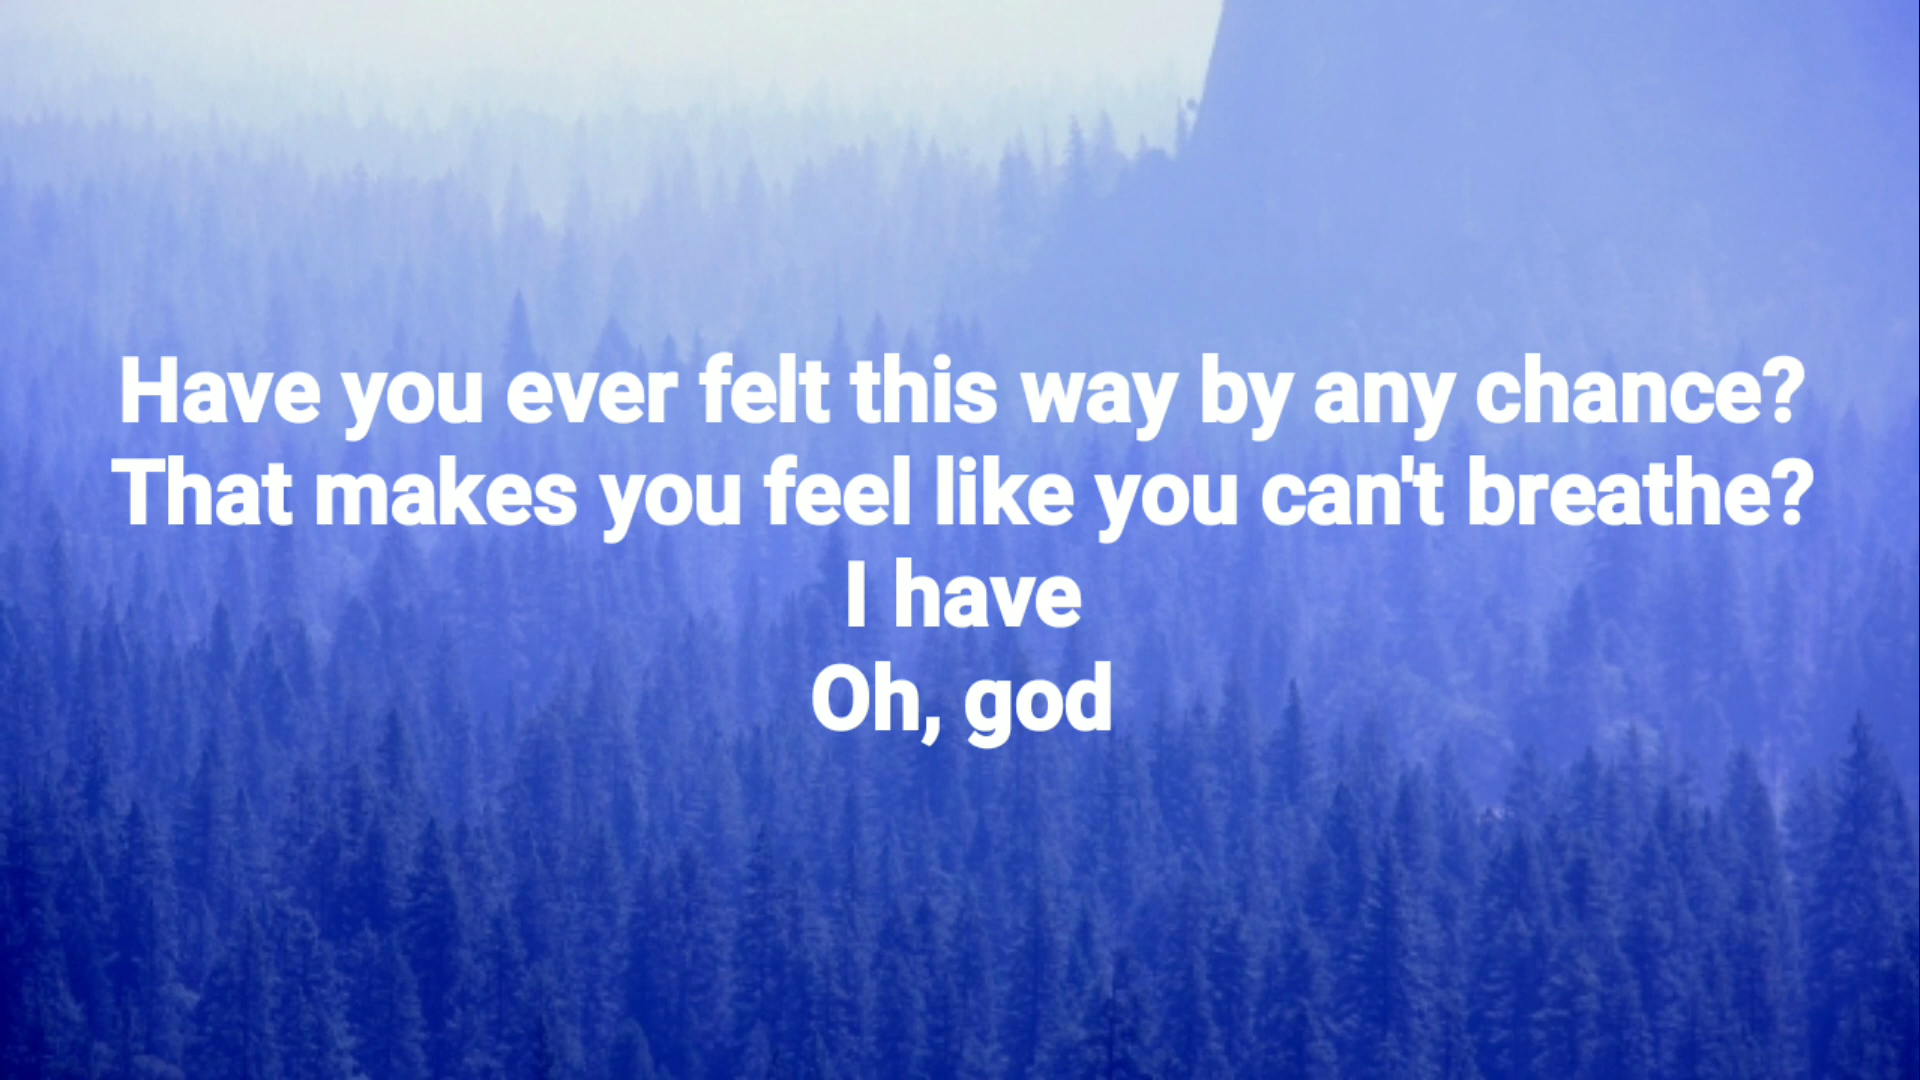 Have you ever felt this way by any chance?
That makes you feel like you can't breathe?
I have
Oh, god